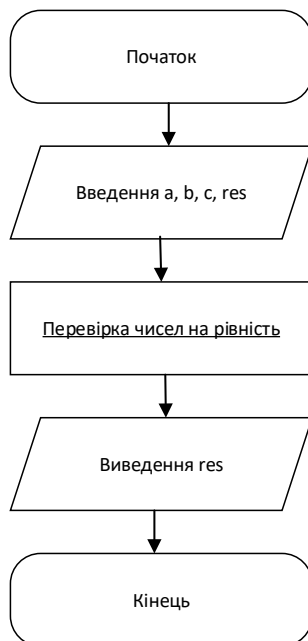 Початок
Введення a, b, c, res
Перевірка чисел на рівність
Виведення res
Кінець